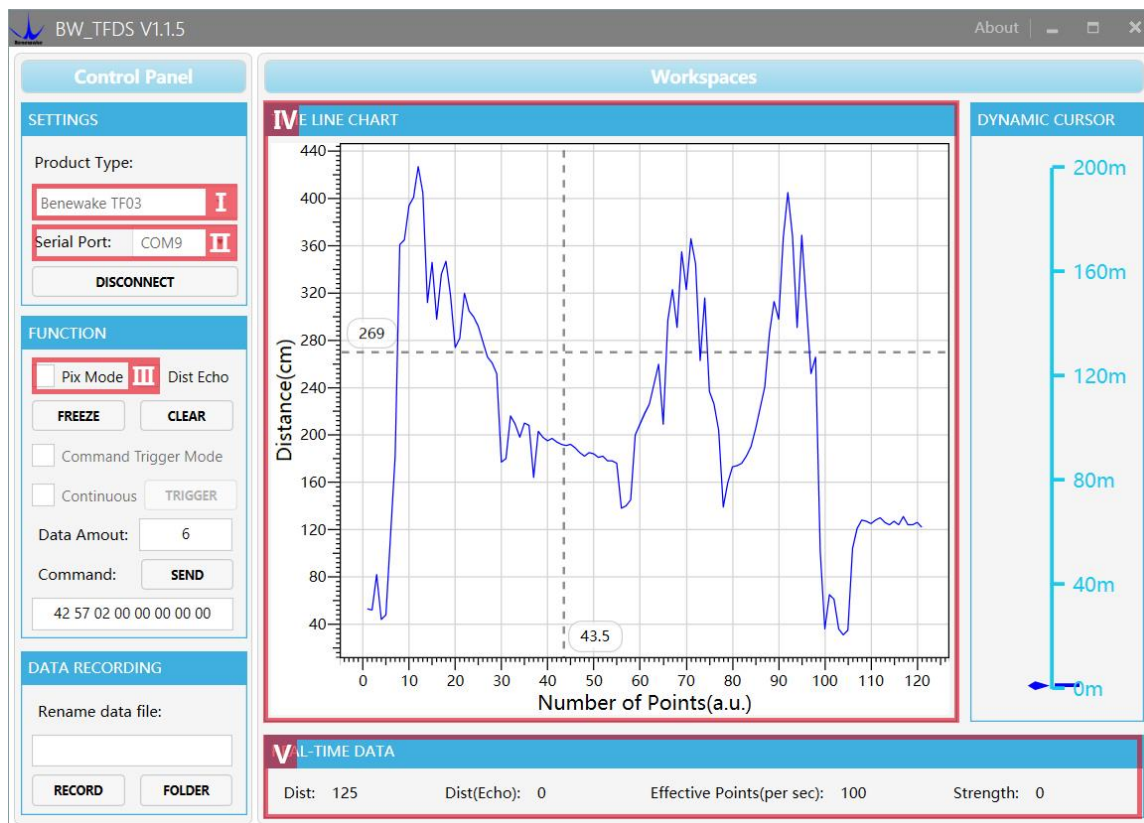 Benewake
BW_TFDS V1.1.5
About
Control Panel
SETTINGS
Product Type:
Benewake TF03
I
Serial Port:
COM9
II
DISCONNECT
FUNCTION
Pix Mode
III
Dist Echo
FREEZE
CLEAR
Command Trigger Mode
Continuous
TRIGGER
Data Amout:
6
Command:
SEND
42 57 02 00 00 00 00 00
DATA RECORDING
Rename data file:
RECORD
FOLDER
Workspaces
IV
E LINE CHART
Distance(cm)
440
400
360
320
280
240
200
160
120
80
40
269
43.5
0 10 20 30 40 50 60 70 80 90 100 110 120
Number of Points(a.u.)
DYNAMIC CURSOR
200m
160m
120m
80m
40m
0m
V
AL-TIME DATA
Dist: 125 Dist(Echo): 0 Effective Points(per sec): 100 Strength: 0